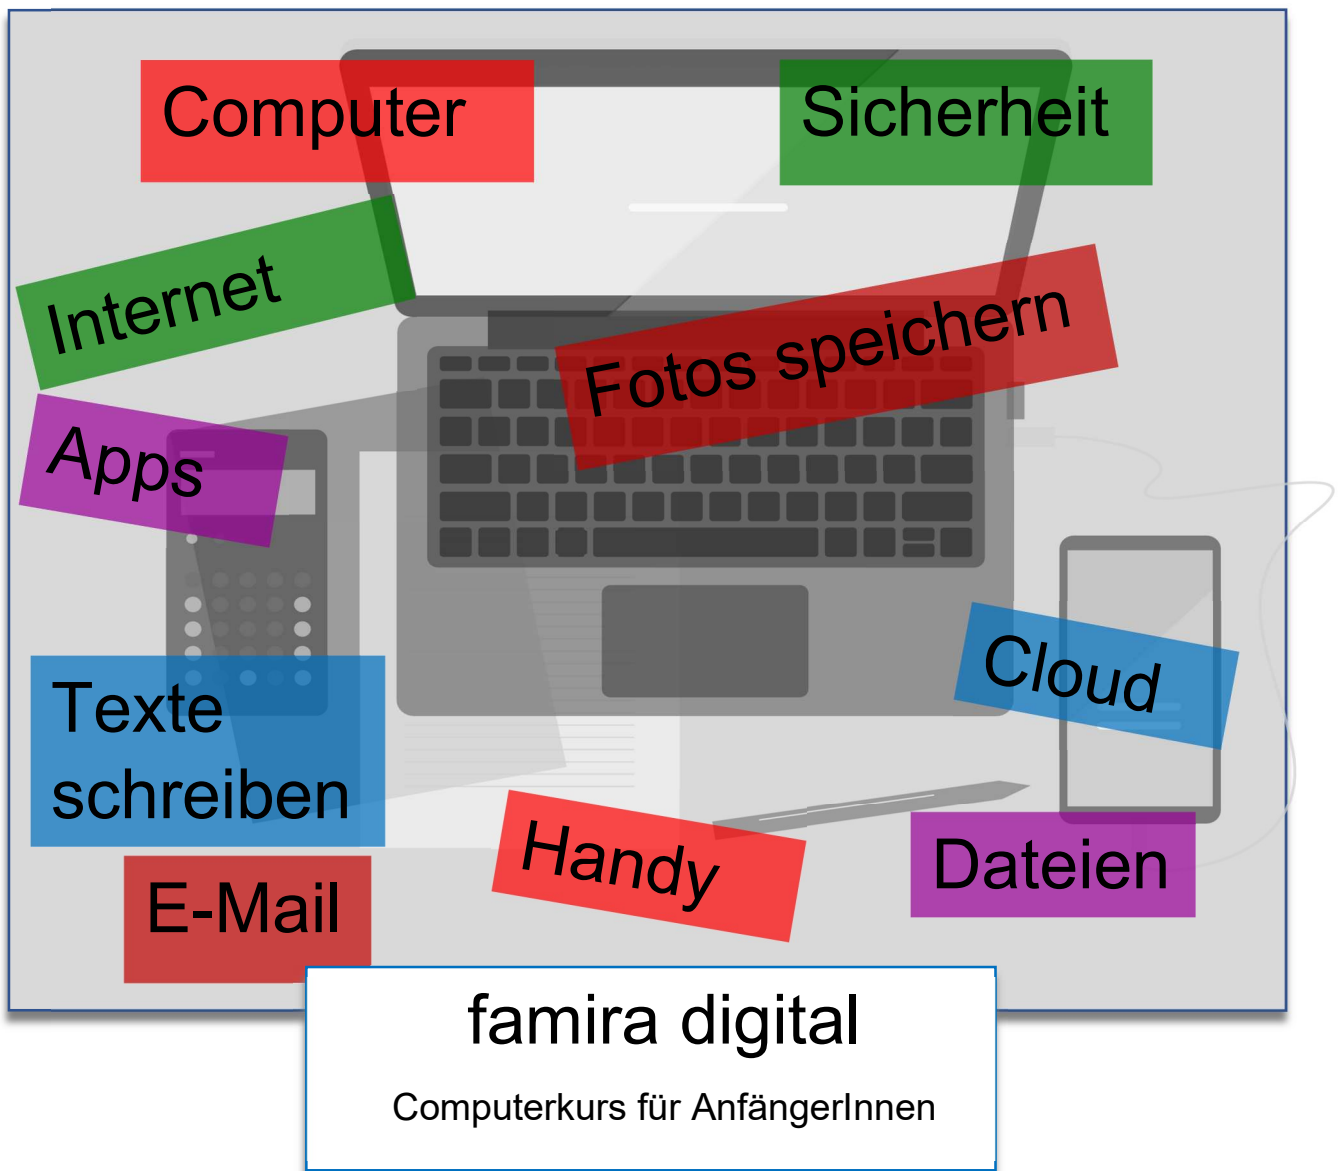 Computer
Sicherheit
Internet
Fotos speichern
Apps
Cloud
Texte
schreiben
Handy
Dateien
E-Mail
famira digital
Computerkurs für AnfängerInnen